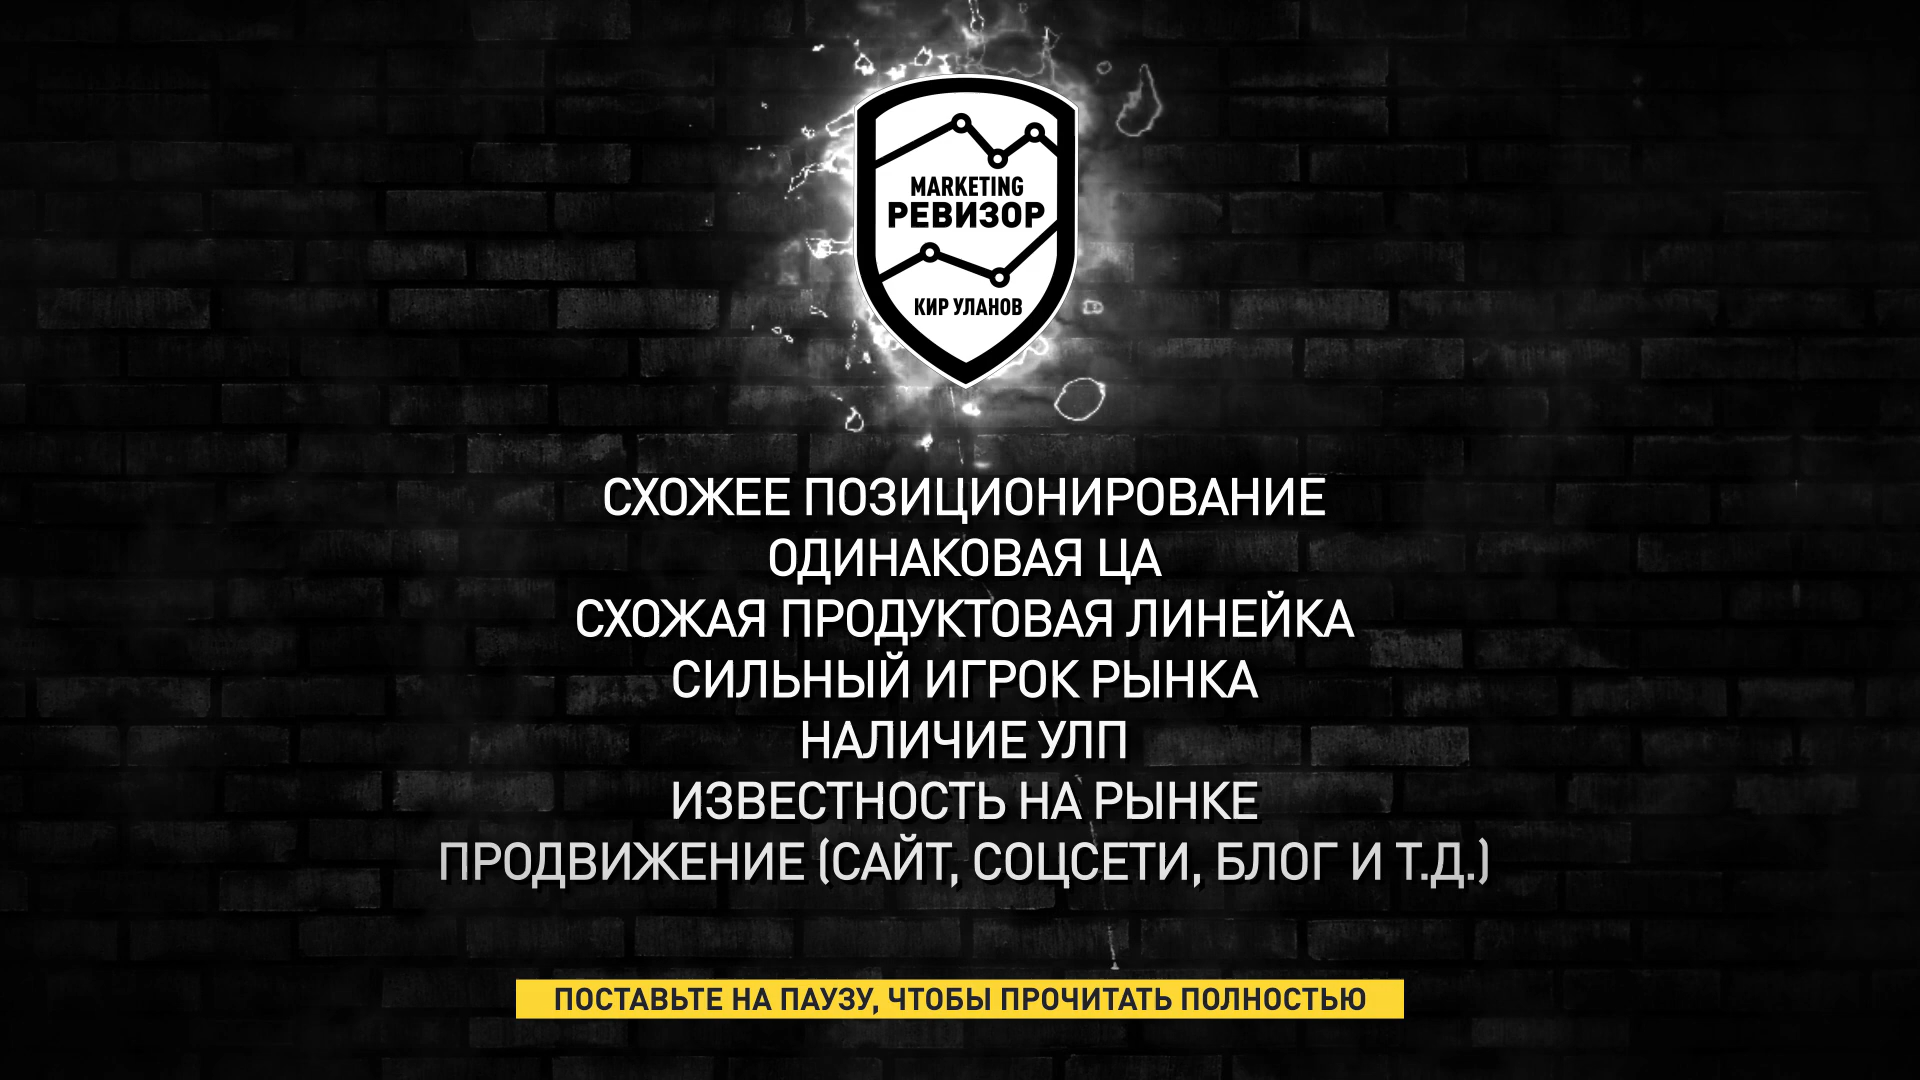 MARKETING
РЕВИЗОР
КИР УЛАНОВ
СХОЖЕЕ ПОЗИЦИОНИРОВАНИЕ
ОДИНАКОВАЯ ЦА
СХОЖАЯ ПРОДУКТОВАЯ ЛИНЕЙКА
СИЛЬНЫЙ ИГРОК РЫНКА
НАЛИЧИЕ УЛП
ИЗВЕСТНОСТЬ НА РЫНКЕ
ПРОДВИЖЕНИЕ (САЙТ, СОЦСЕТИ, БЛОГ И Т.Д.)
ПОСТАВЬТЕ НА ПАУЗУ, ЧТОБЫ ПРОЧИТАТЬ ПОЛНОСТЬЮ